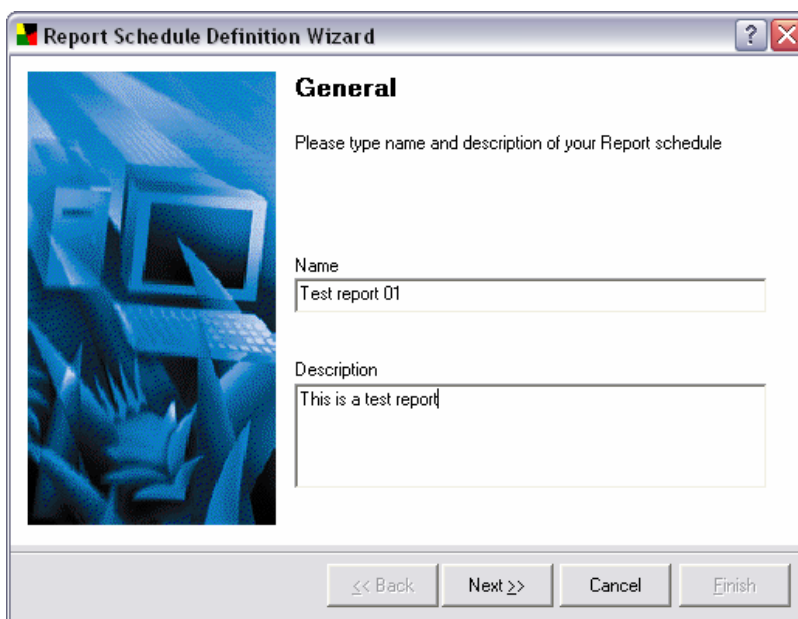 Report Schedule Definition Wizard
General
Please type name and description of your Report schedule
Name
Test report 01
Description
This is a test report
<< Back Next >> Cancel Finish